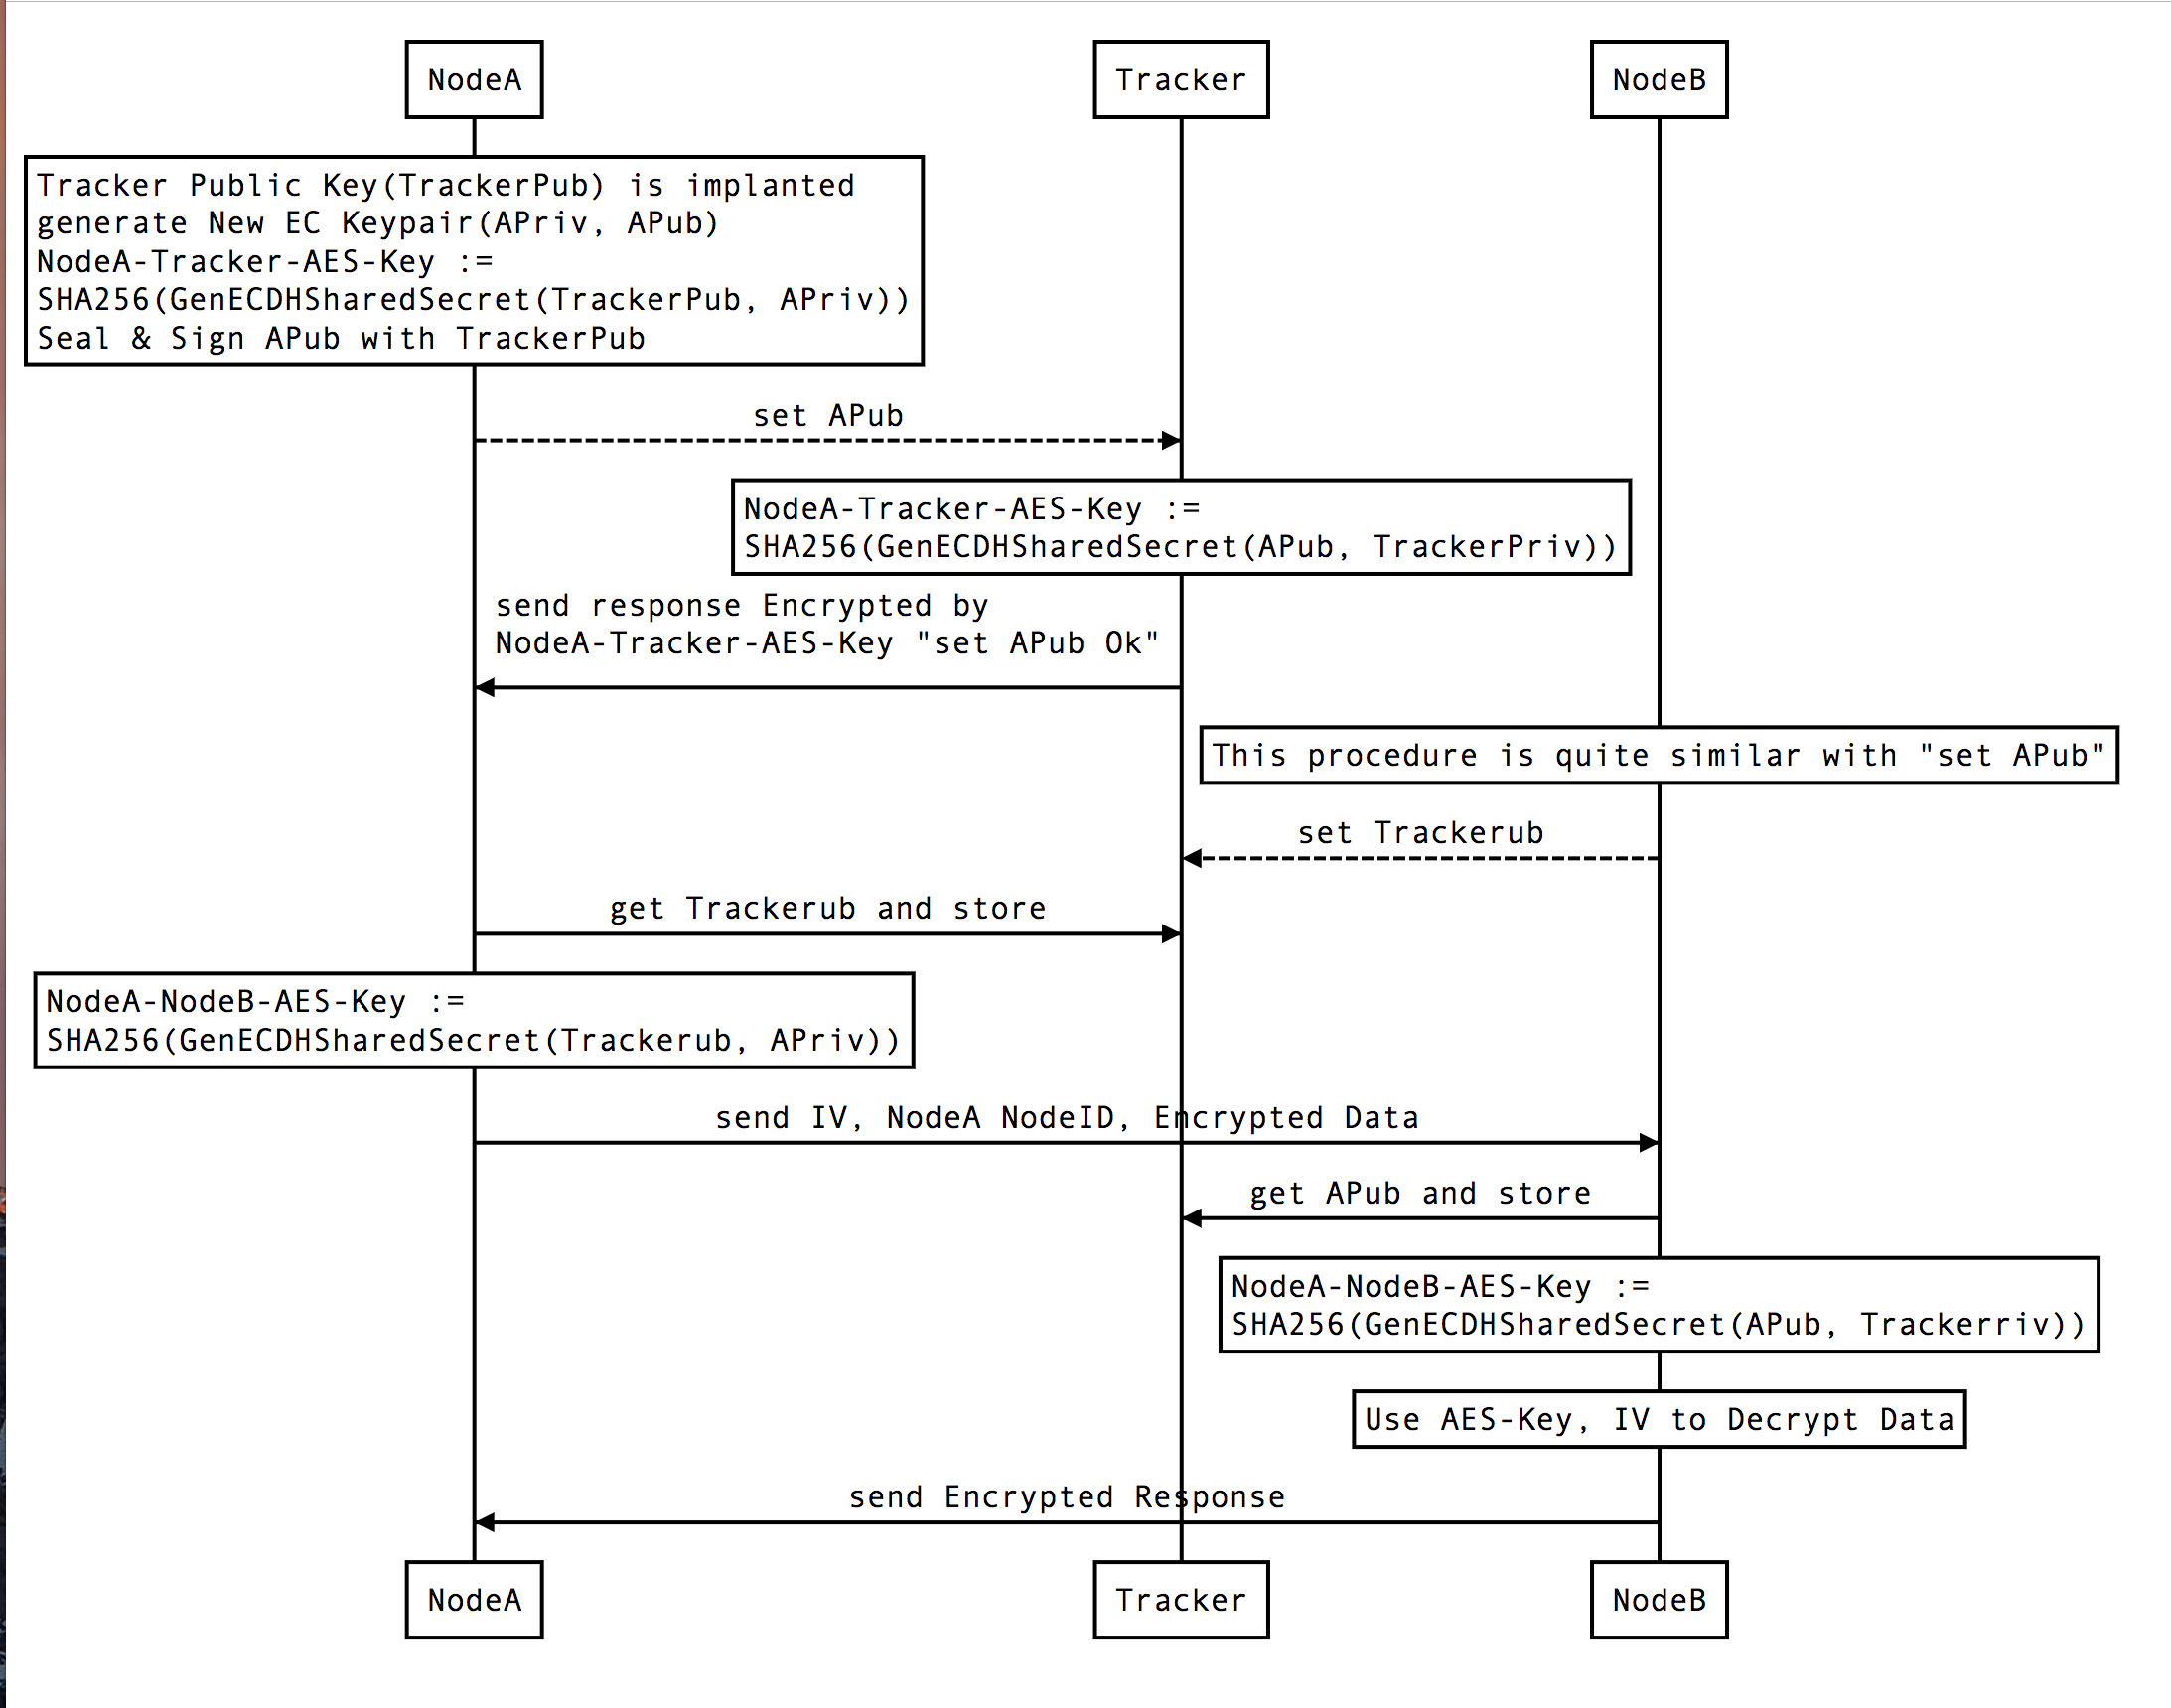 NodeA
Tracker
NodeB
Tracker Public Key(TrackerPub) is implanted
generate New EC Keypair(APriv, APub)
NodeA-Tracker-AES-Key :=
SHA256(GenECDHSharedSecret(TrackerPub, APriv))
Seal & Sign APub with TrackerPub
set APub
NodeA-Tracker-AES-Key :=
SHA256(GenECDHSharedSecret(APub, TrackerPriv))
send response Encrypted by
NodeA-Tracker-AES-Key "set APub Ok"
This procedure is quite similar with "set APub"
set Trackerub
get Trackerub and store
NodeA-NodeB-AES-Key :=
SHA256(GenECDHSharedSecret(Trackerub, APriv))
send IV, NodeA NodeID, Encrypted Data
get APub and store
NodeA-NodeB-AES-Key :=
SHA256(GenECDHSharedSecret(APub, Trackerriv))
Use AES-Key, IV to Decrypt Data
send Encrypted Response
NodeA
Tracker
NodeB